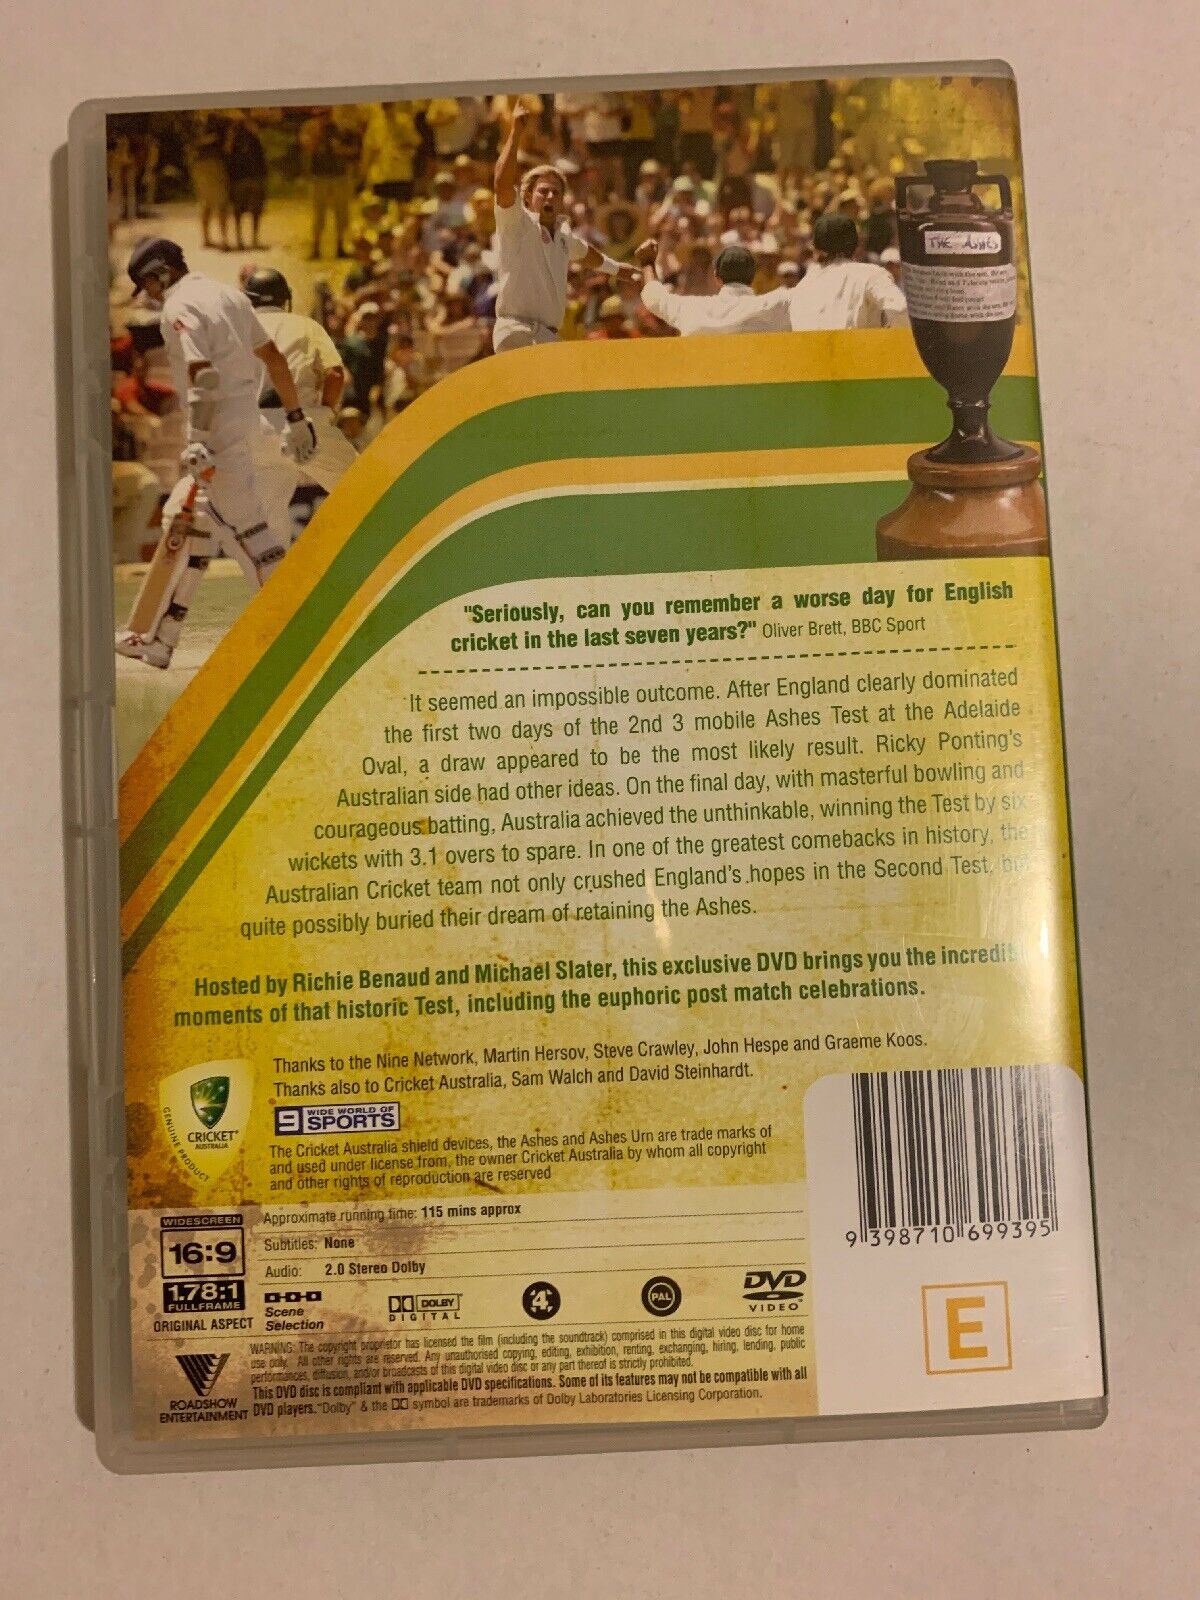 THE Ashes
"Seriously, can you remember a worse day for English
cricket in the last seven years?" Oliver Brett, BBC Sport
It seemed an impossible outcome. After England clearly dominated
the first two days of the 2nd 3 mobile Ashes Test at the Adelaide
Oval, a draw appeared to be the most likely result. Ricky Ponting's
Australian side had other ideas. On the final day, with masterful bowling and
courageous batting, Australia achieved the unthinkable, winning the Test by six
wickets with 3.1 overs to spare. In one of the greatest comebacks in history, the
Australian Cricket team not only crushed England's hopes in the Second Test, but
quite possibly buried their dream of retaining the Ashes.
Hosted by Richie Benaud and Michael Slater, this exclusive DVD brings you the
moments of that historic Test, including the euphoric post match celebrations.
Thanks to the Nine Network, Martin Hersov, Steve Crawley, John Hespe and Graeme Koos.
Thanks also to Cricket Australia, Sam Walch and David Steinhardt.
CRICKET
AUSTRALIA
GENUINE PRODUCT
9 WIDE WORLD OF
SPORTS
The Cricket Australia shield devices, the Ashes and Ashes Urn are trade marks of
and used under license from, the owner Cricket Australia by whom all copyright
and other rights of reproduction are reserved
WIDESCREEN
16:9
1.78:1
FULLFRAME
ORIGINAL ASPECT
Approximate running time: 115 mins approx
Subtitles: None
Audio: 2.0 Stereo Dolby
Scene
Selection
DOLBY
DIGITAL
4
PAL
DVD
VIDEO
9 398710 699395
E
ROADSHOW
ENTERTAINMENT
WARNING: The copyright proprietor has licensed the film (including the soundtrack) comprised in this digital video disc for home
use only. All other rights are reserved. Any unauthorised copying, editing, exhibition, renting, exchanging, hiring, lending, public
performances, diffusion, and/or broadcasts of this digital video disc or any part thereof is strictly prohibited.
This DVD disc is compliant with applicable DVD specifications. Some of its features may not be compatible with all
DVD players. "Dolby" & the symbol are trademarks of Dolby Laboratories Licensing Corporation.